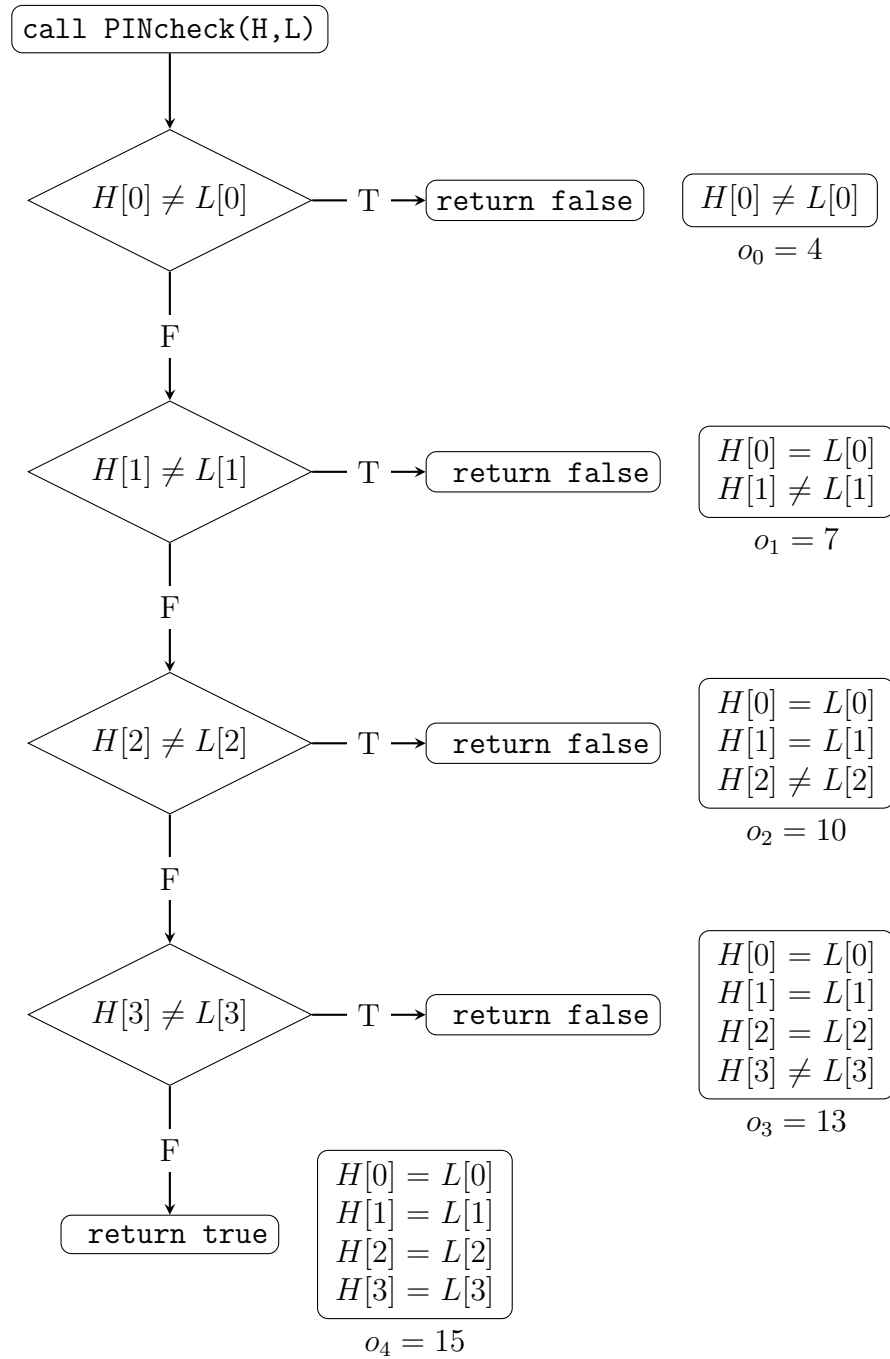 call PINcheck(H,L)
H[0] ≠ L[0]
T
return false
H[0] ≠ L[0]
o₀ = 4
F
H[1] ≠ L[1]
T
return false
H[0] = L[0]
H[1] ≠ L[1]
o₁ = 7
F
H[2] ≠ L[2]
T
return false
H[0] = L[0]
H[1] = L[1]
H[2] ≠ L[2]
o₂ = 10
F
H[3] ≠ L[3]
T
return false
H[0] = L[0]
H[1] = L[1]
H[2] = L[2]
H[3] ≠ L[3]
o₃ = 13
F
return true
H[0] = L[0]
H[1] = L[1]
H[2] = L[2]
H[3] = L[3]
o₄ = 15